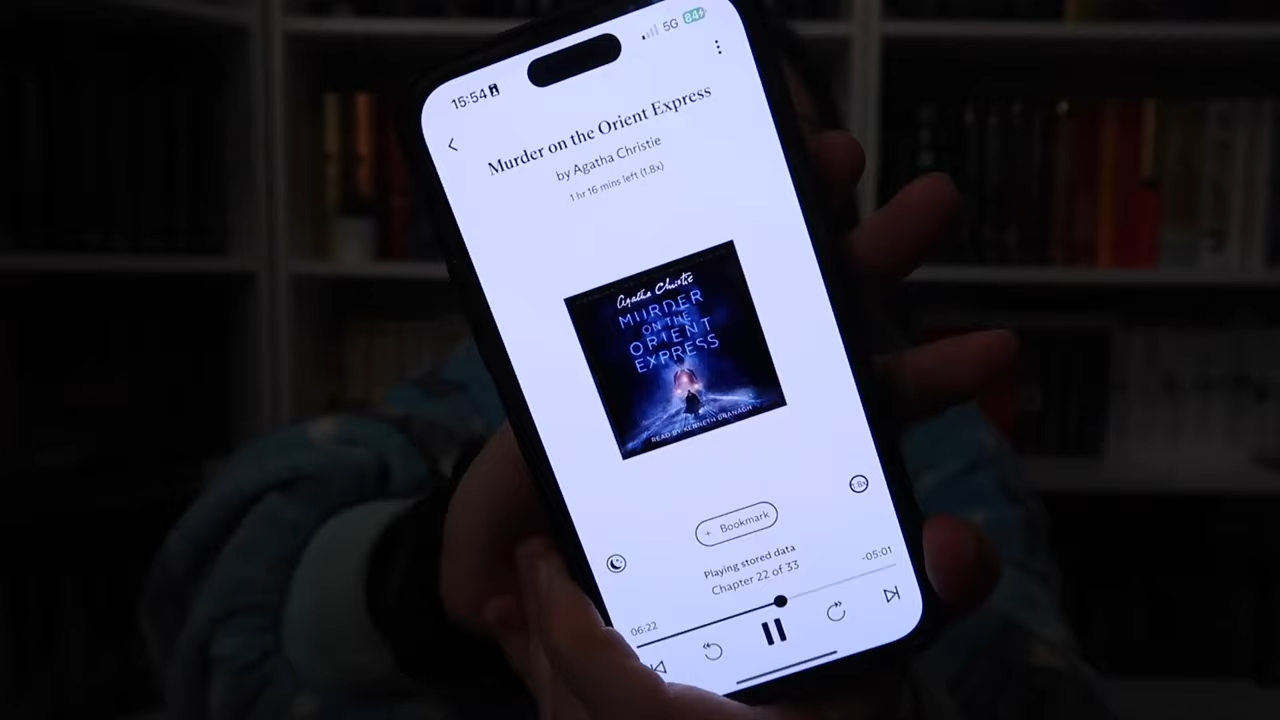 15:54
5G 84
Murder on the Orient Express
by Agatha Christie
1 hr 16 mins left (1.8x)
Agatha Christie
MURDER
ON THE
ORIENT
EXPRESS
READ BY KENNETH BRANAGH
1.8x
+ Bookmark
Playing stored data
Chapter 22 of 33
06:22
-05:01